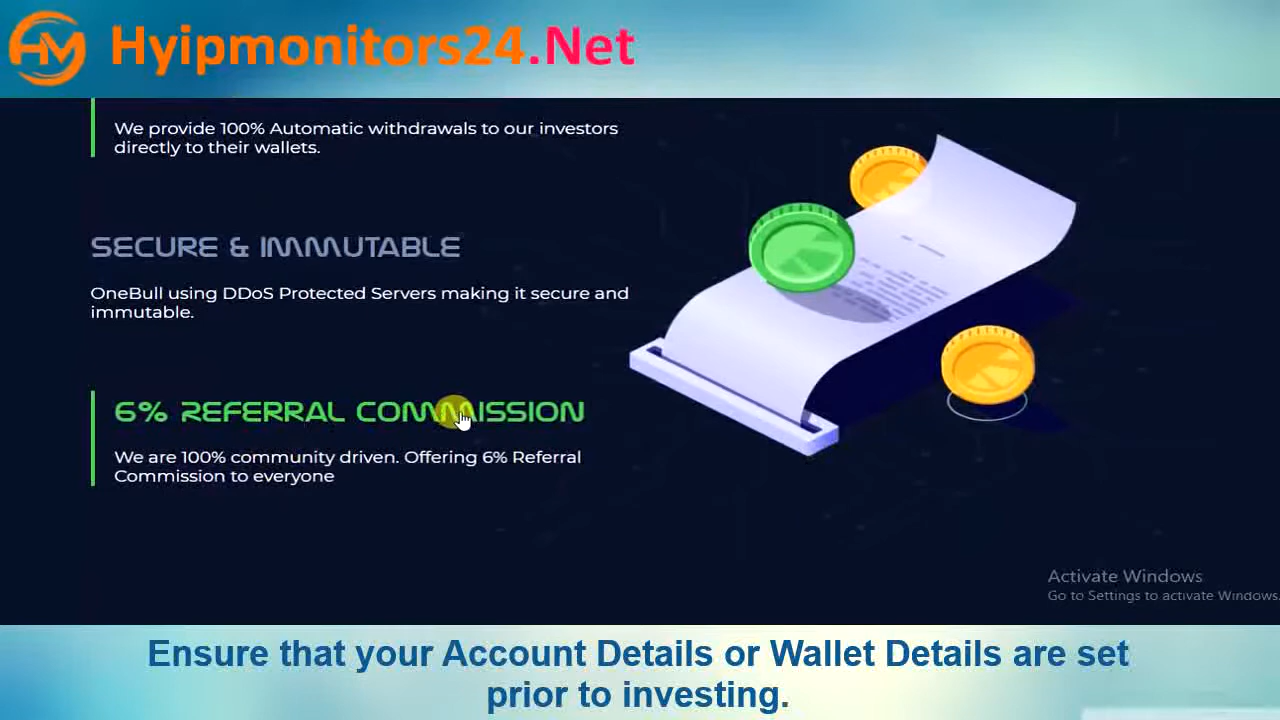 HM Hyipmonitors24.Net
We provide 100% Automatic withdrawals to our investors
directly to their wallets.
SECURE & IMMUTABLE
OneBull using DDoS Protected Servers making it secure and
immutable.
6% REFERRAL COMMISSION
We are 100% community driven. Offering 6% Referral
Commission to everyone
Activate Windows
Go to Settings to activate Windows.
Ensure that your Account Details or Wallet Details are set
prior to investing.